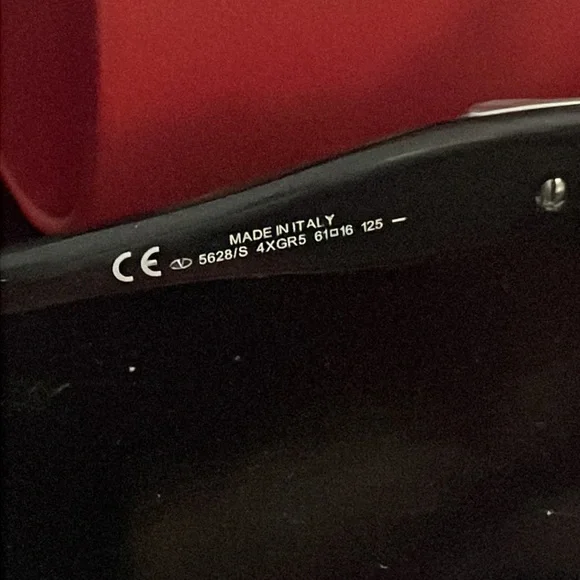 MADE IN ITALY
CE V 5628/S 4XGR5 61□16 125 –